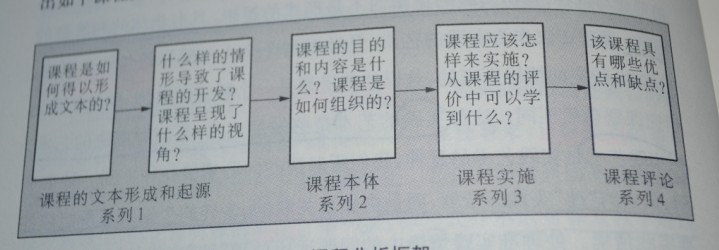 课程是如
何得以形
成文本的?
什么样的情
形导致了课
程的开发?
课程呈现了
什么样的视
角?
课程的目的
和内容是什
么? 课程是
如何组织的?
课程应该怎
样来实施?
从课程的评
价中可以学
到什么?
该课程具
有哪些优
点和缺点?
课程的文本形成和起源
系列1
课程本体
系列2
课程实施
系列3
课程评论
系列4